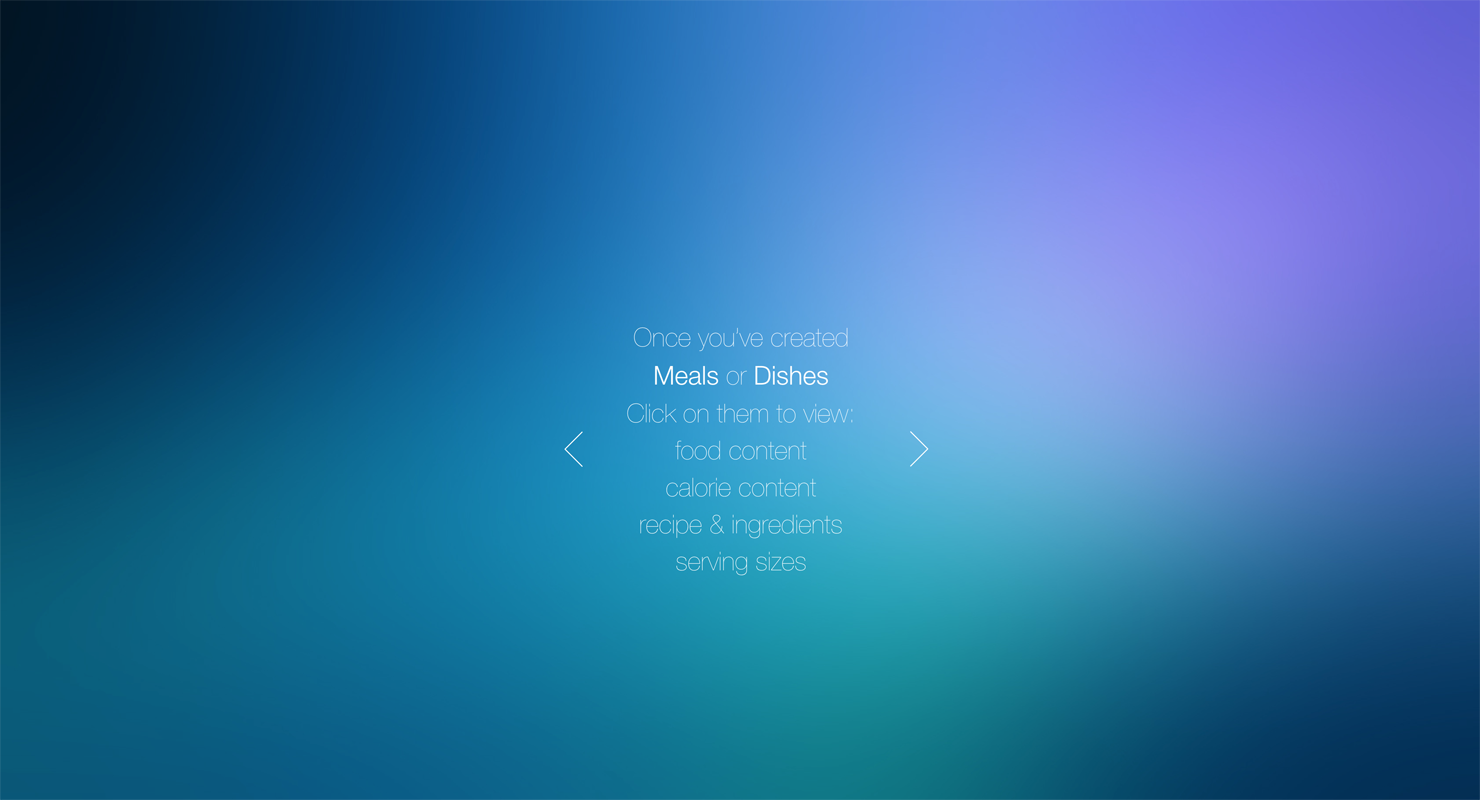 Once you've created
Meals or Dishes
Click on them to view:
food content
calorie content
recipe & ingredients
serving sizes